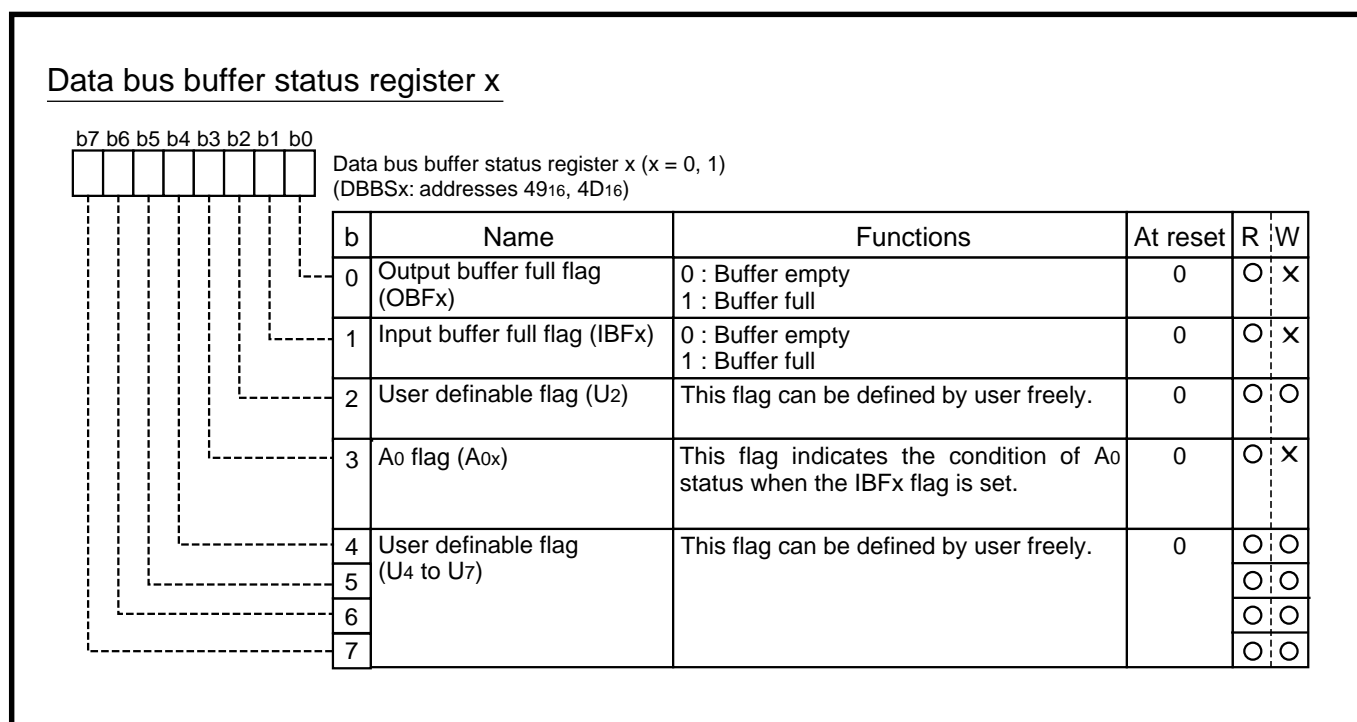 Data bus buffer status register x
b7 b6 b5 b4 b3 b2 b1 b0
Data bus buffer status register x (x = 0, 1)
(DBBSx: addresses 4916, 4D16)
b Name Functions At reset R W
0 Output buffer full flag (OBFx) 0 : Buffer empty 1 : Buffer full 0 O X
1 Input buffer full flag (IBFx) 0 : Buffer empty 1 : Buffer full 0 O X
2 User definable flag (U2) This flag can be defined by user freely. 0 O O
3 A0 flag (A0x) This flag indicates the condition of A0 status when the IBFx flag is set. 0 O X
4 User definable flag (U4 to U7) This flag can be defined by user freely. 0 O O
5 O O
6 O O
7 O O